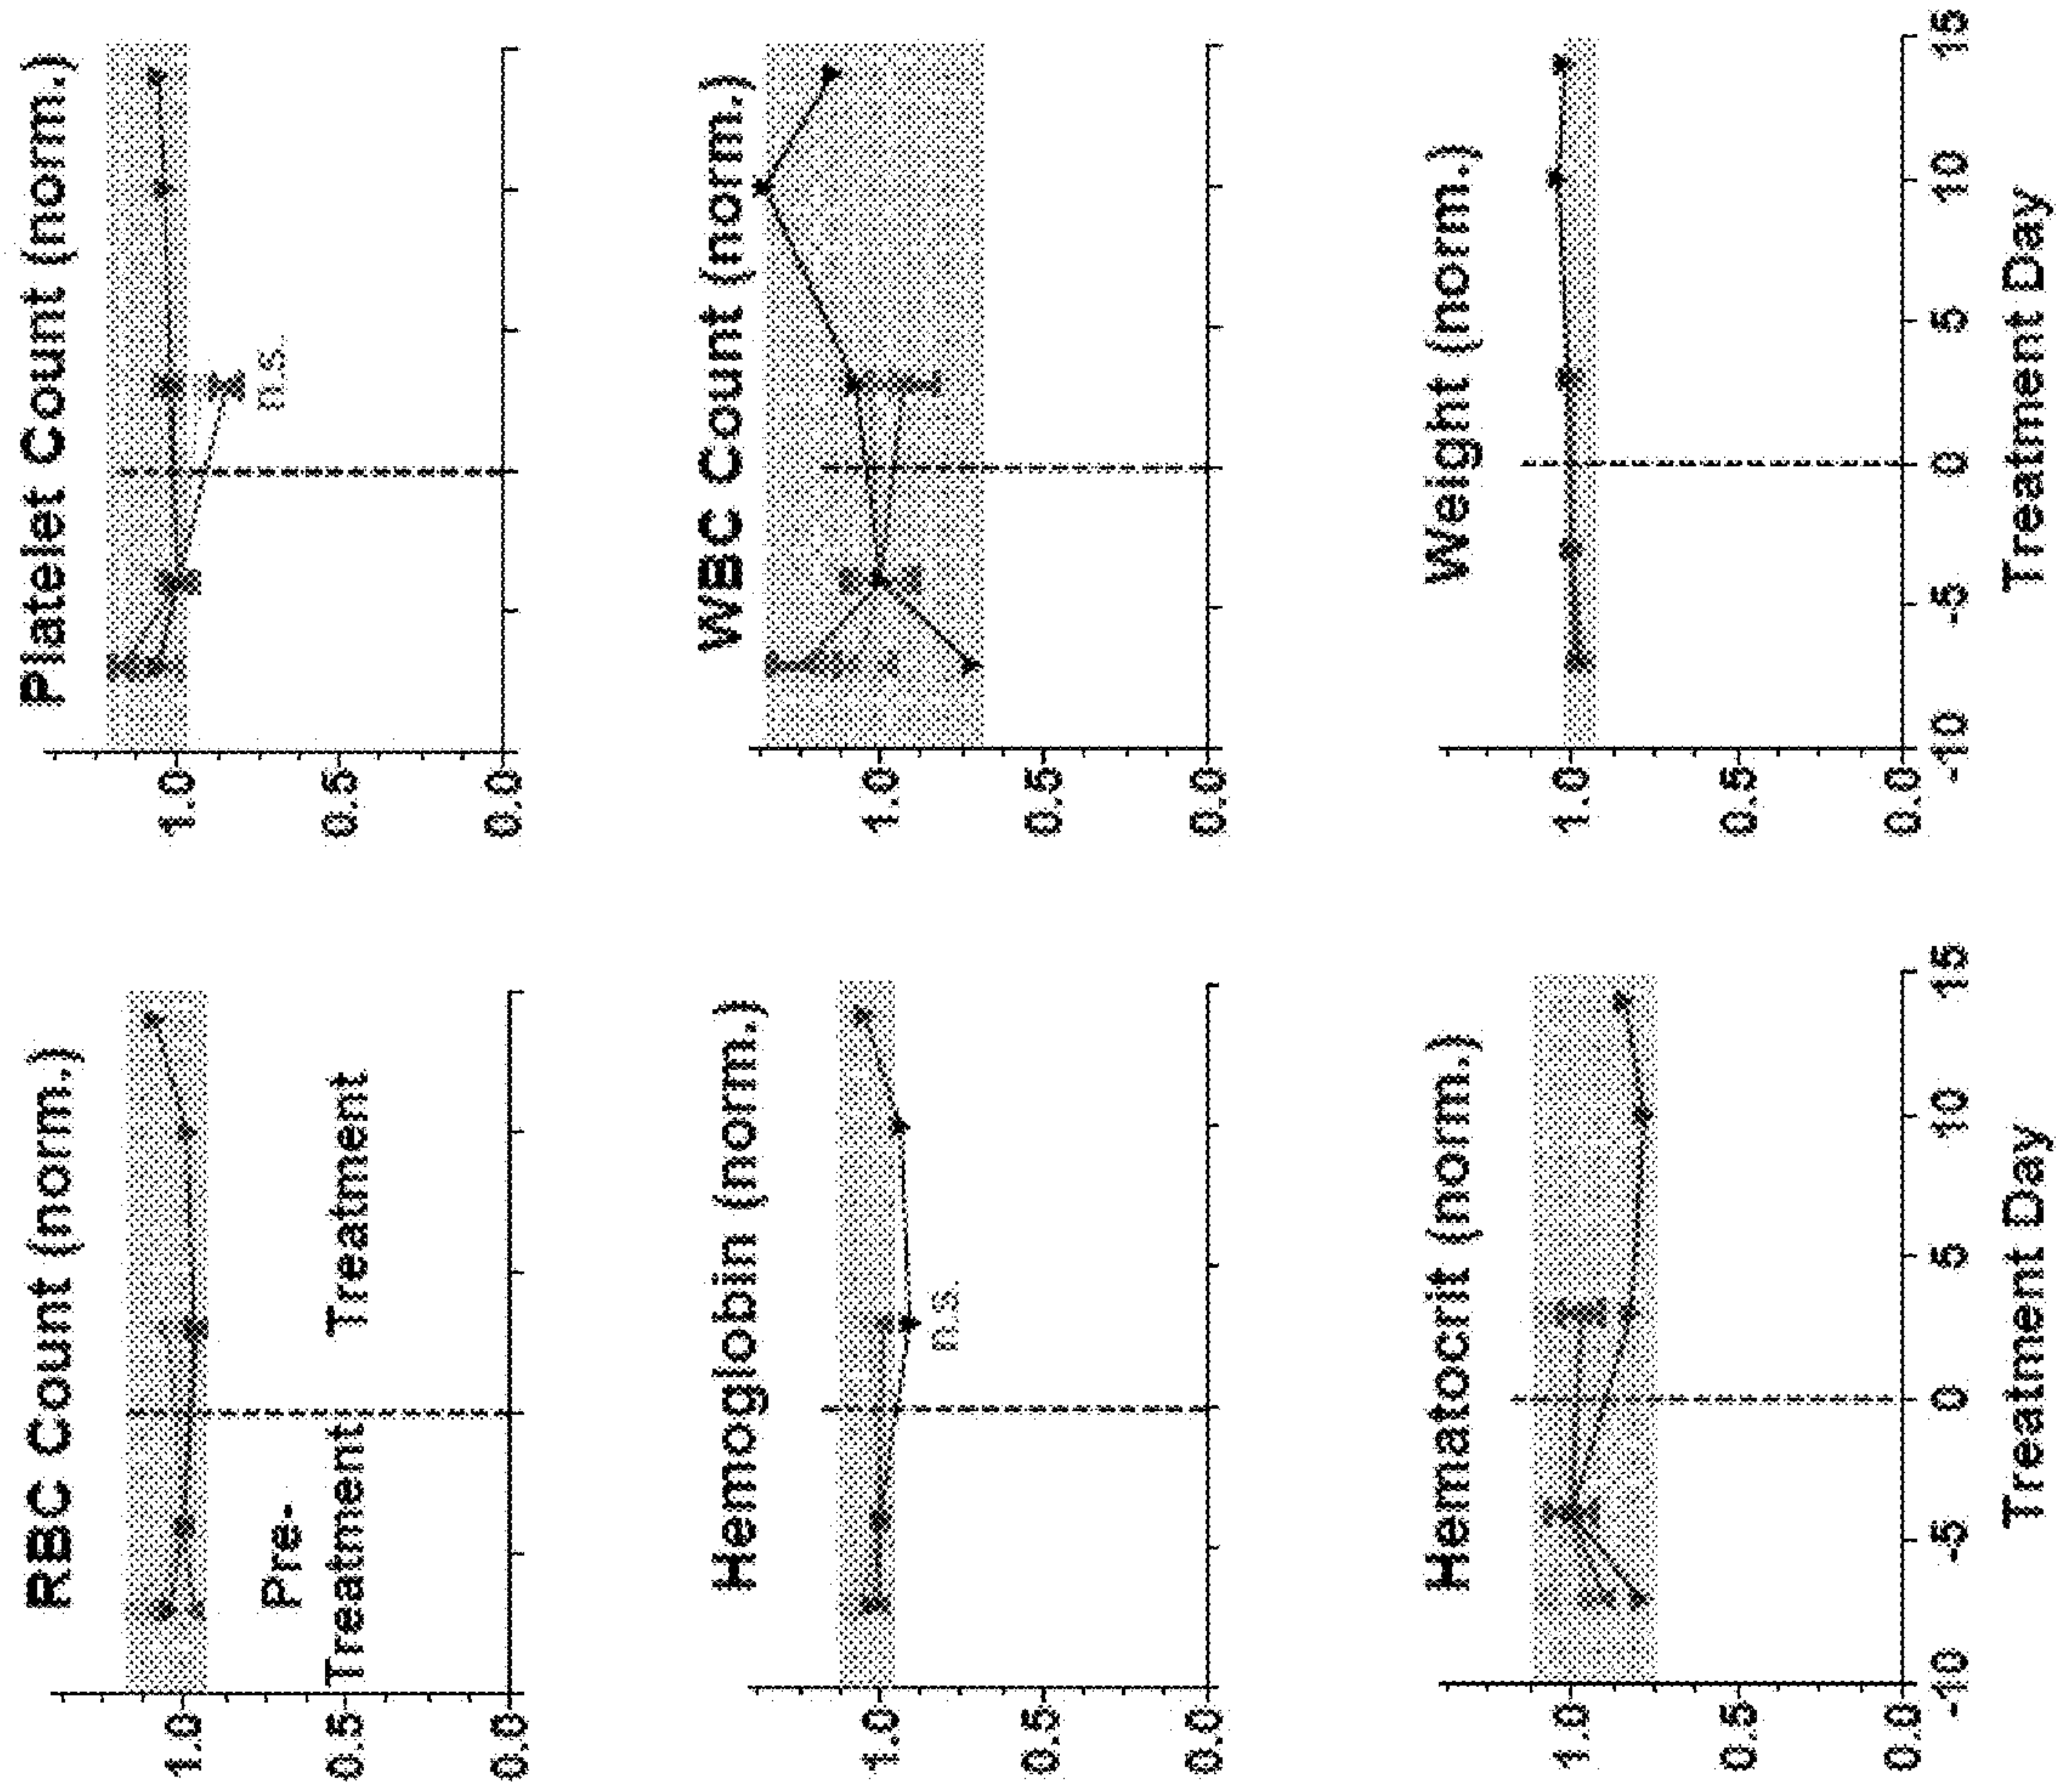 RBC Count (norm.)
1.0
0.5
0.0
Pre-
Treatment
Treatment
Platelet Count (norm.)
1.0
0.5
0.0
n.s.
Hemoglobin (norm.)
1.0
0.5
0.0
n.s.
WBC Count (norm.)
1.0
0.5
0.0
Hematocrit (norm.)
1.0
0.5
0.0
-10 -5 0 5 10 15
Treatment Day
Weight (norm.)
1.0
0.5
0.0
-10 -5 0 5 10 15
Treatment Day